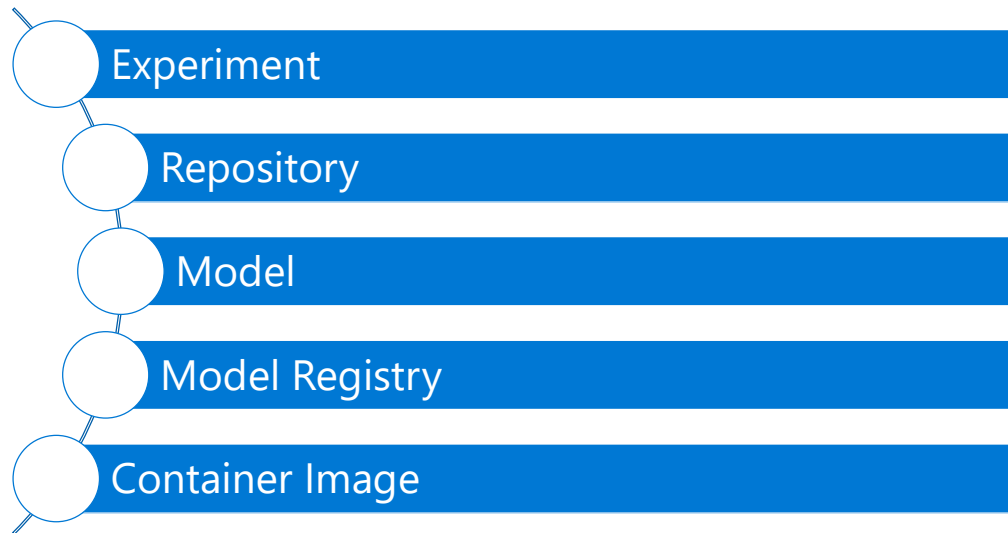 Experiment
Repository
Model
Model Registry
Container Image